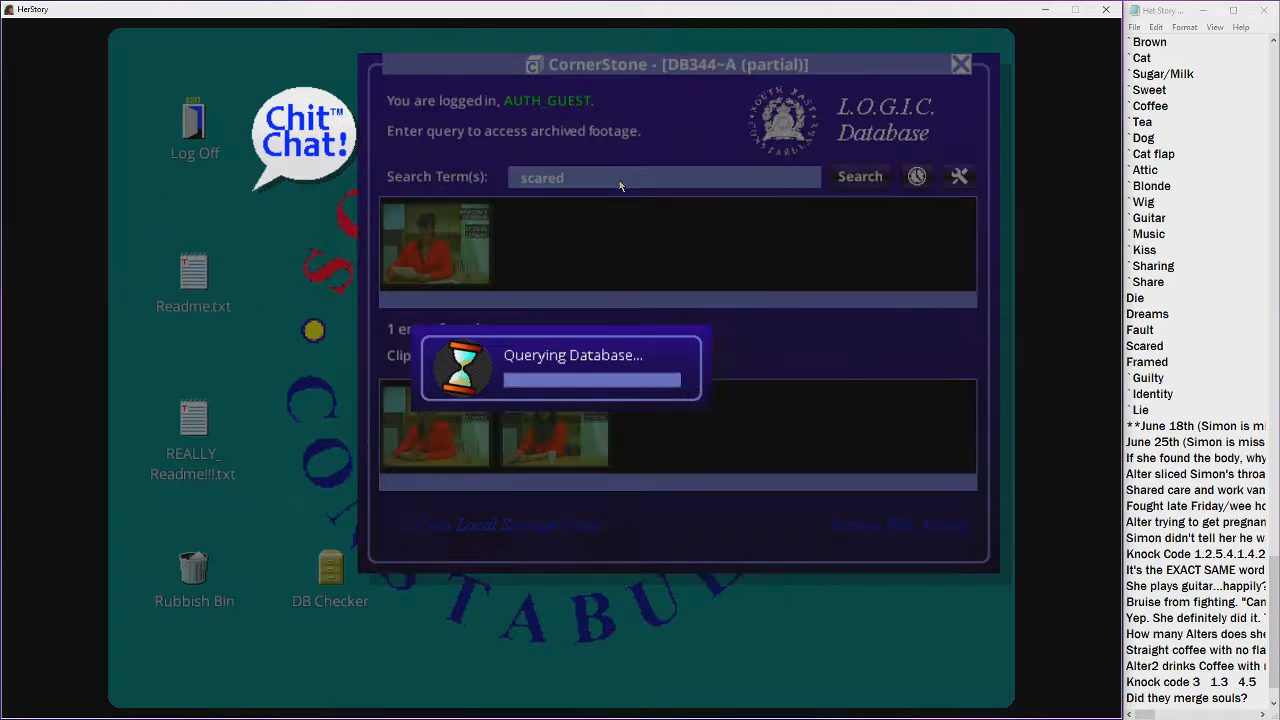 HerStory
Chit™
Chat!
EXIT
Log Off
Readme.txt
REALLY_
Readme!!!.txt
Rubbish Bin
DB Checker
CornerStone - [DB344~A (partial)]
You are logged in, AUTH_GUEST.
Enter query to access archived footage.
L.O.G.I.C.
Database
Search Term(s):
scared
Search
1 en
Querying Database...
Clip
File Edit Format View Help
`Brown
`Cat
`Sugar/Milk
`Sweet
`Coffee
`Tea
`Dog
`Cat flap
`Attic
`Blonde
`Wig
`Guitar
`Music
`Kiss
`Sharing
`Share
Die
Dreams
Fault
Scared
Framed
`Guilty
`Identity
`Lie
**June 18th (Simon is mi
June 25th (Simon is miss
If she found the body, why
Alter sliced Simon's throa
Shared care and work van
Fought late Friday/wee ho
Alter trying to get pregnan
Simon didn't tell her he w
Knock Code 1.2.5.4.1.4.2
It's the EXACT SAME word
She plays guitar...happily?
Bruise from fighting. "Can
Yep. She definitely did it.
How many Alters does she
Straight coffee with no fla
Alter2 drinks Coffee with
Knock code 3 1.3 4.5
Did they merge souls?